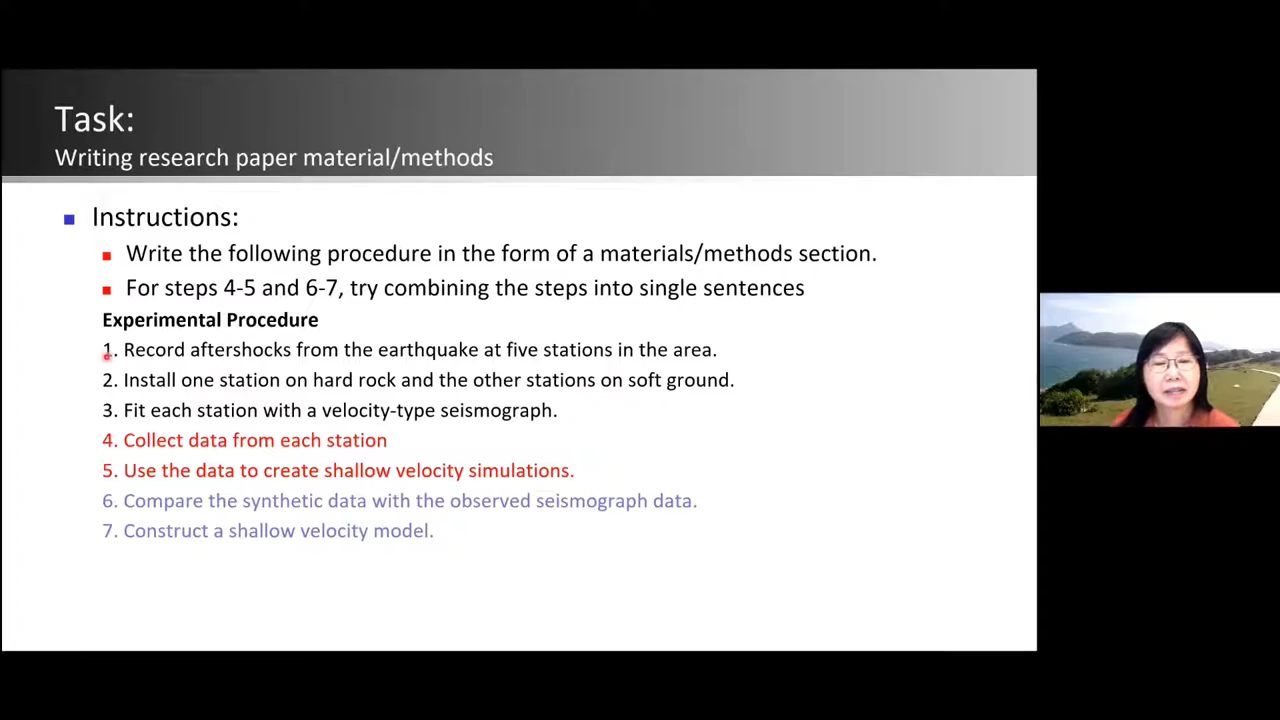 Task:
Writing research paper material/methods
Instructions:
Write the following procedure in the form of a materials/methods section.
For steps 4-5 and 6-7, try combining the steps into single sentences
Experimental Procedure
1. Record aftershocks from the earthquake at five stations in the area.
2. Install one station on hard rock and the other stations on soft ground.
3. Fit each station with a velocity-type seismograph.
4. Collect data from each station
5. Use the data to create shallow velocity simulations.
6. Compare the synthetic data with the observed seismograph data.
7. Construct a shallow velocity model.